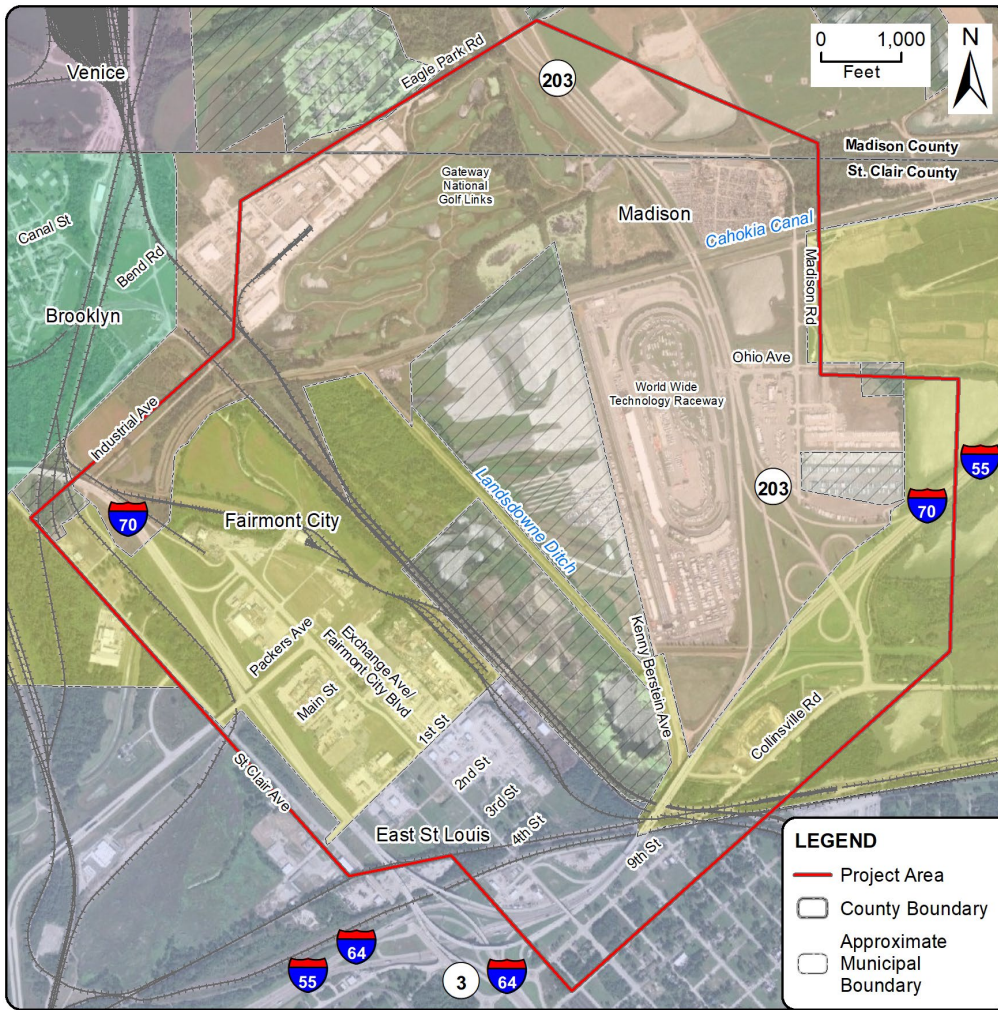 Venice
Eagle Park Rd
203
0 1,000
Feet
N
Madison County
St. Clair County
Gateway
National
Golf Links
Madison
Cahokia Canal
Canal St
Bend Rd
Brooklyn
Madison Rd
Ohio Ave
World Wide
Technology Raceway
Industrial Ave
55
203
70
70
Fairmont City
Landsdowne Ditch
Packers Ave
Exchange Ave/
Fairmont City Blvd
Main St
1st St
Kenny Berstein Ave
Collinsville Rd
St Clair Ave
2nd St
3rd St
4th St
East St Louis
9th St
64
55
3
64
LEGEND
Project Area
County Boundary
Approximate
Municipal
Boundary